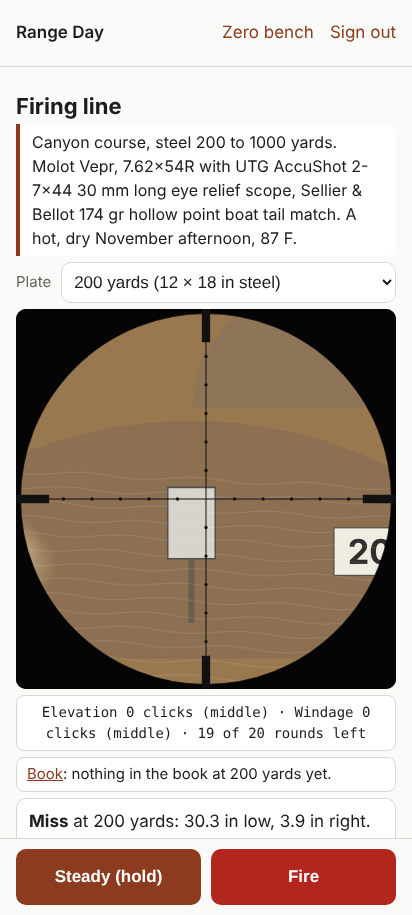 Range Day
Zero bench
Sign out
Firing line
Canyon course, steel 200 to 1000 yards.
Molot Vepr, 7.62×54R with UTG AccuShot 2-
7×44 30 mm long eye relief scope, Sellier &
Bellot 174 gr hollow point boat tail match. A
hot, dry November afternoon, 87 F.
Plate
200 yards (12 × 18 in steel)
20
Elevation 0 clicks (middle) · Windage 0
clicks (middle) · 19 of 20 rounds left
Book: nothing in the book at 200 yards yet.
Miss at 200 yards: 30.3 in low, 3.9 in right.
Steady (hold)
Fire